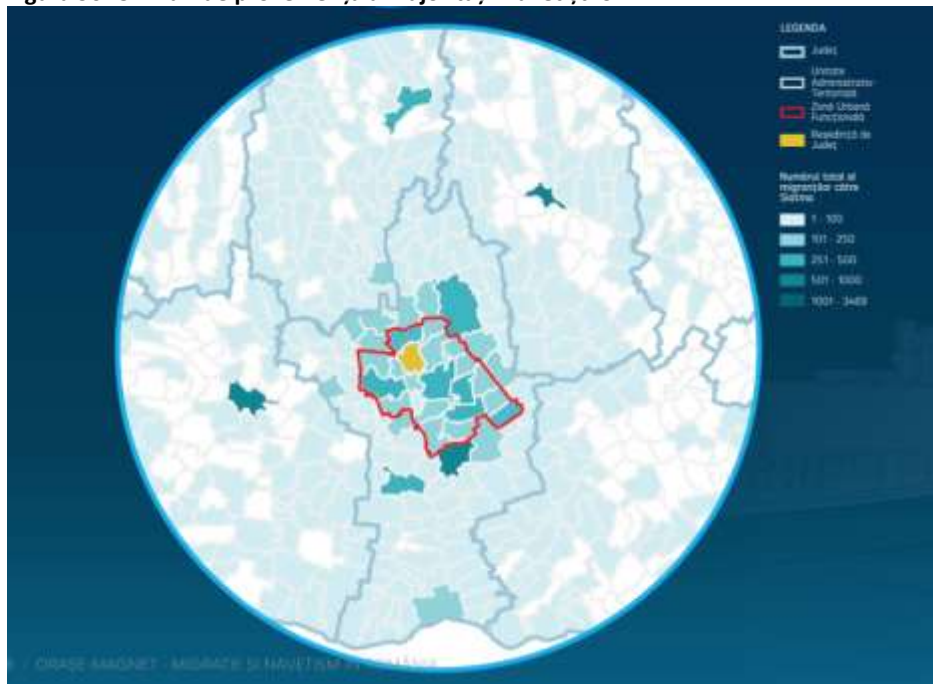 LEGENDA
Județ
Unitate
Administrativ-
Teritorială
Zonă Urbană
Funcțională
Reședință de
Județ
Numărul total al
migranților către
Slatina
1 - 100
101 - 250
251 - 500
501 - 1000
1001 - 3469
/ ORAȘE-MAGNET - MIGRAȚIE ȘI NAVETISM ÎN ROMÂNIA